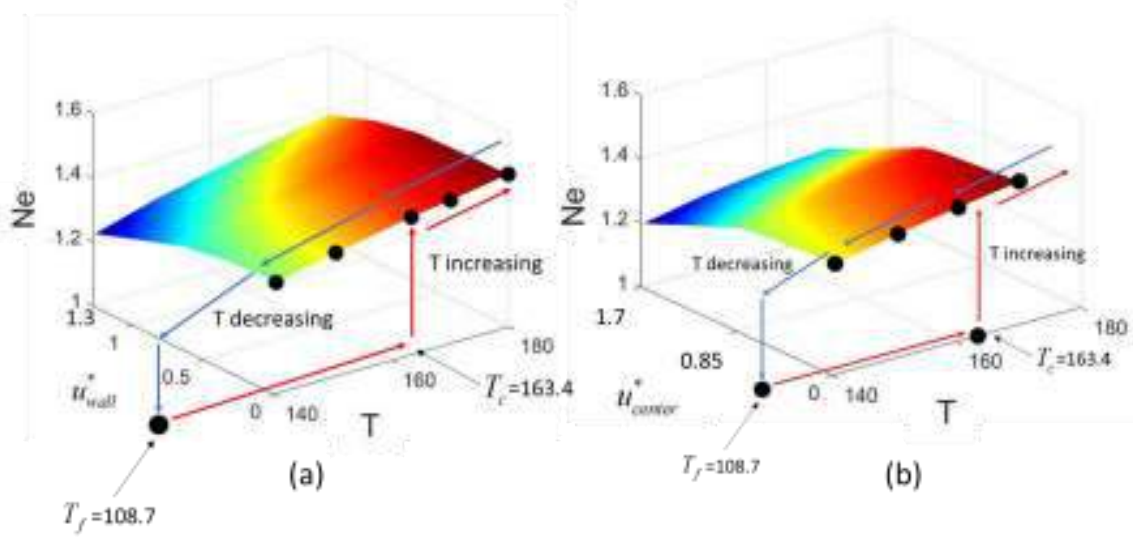 1.6
1.4
1.2
1
Ne
1.3
1
0.5
0
u*wall
140
160
180
T
T decreasing
T increasing
Tc=163.4
Tf=108.7
(a)
1.6
1.4
1.2
1
Ne
1.7
0.85
0
u*center
140
160
180
T
T decreasing
T increasing
Tc=163.4
Tf=108.7
(b)